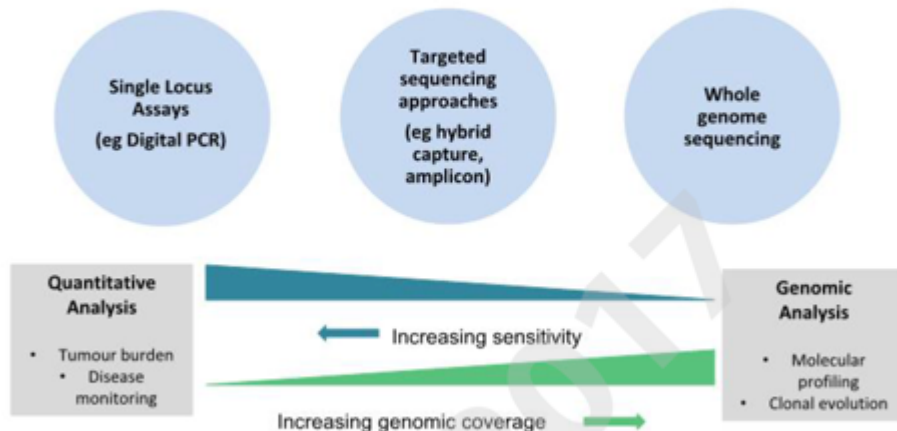 Single Locus
Assays
(eg Digital PCR)
Targeted
sequencing
approaches
(eg hybrid
capture,
amplicon)
Whole
genome
sequencing
Quantitative
Analysis
• Tumour burden
• Disease
monitoring
Increasing sensitivity
Increasing genomic coverage
Genomic
Analysis
• Molecular
profiling
• Clonal evolution
2017